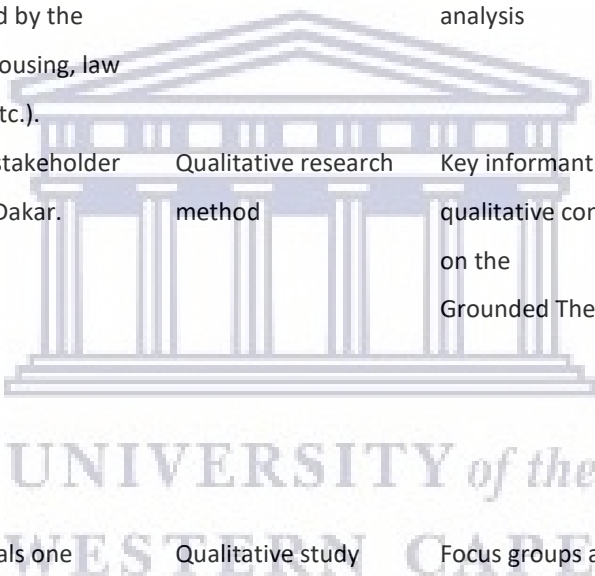 d by the analysis
ousing, law
tc.).
stakeholder Qualitative research Key informant
Dakar. method qualitative con
on the
Grounded The
UNIVERSITY of the
WESTERN CAPE
als one Qualitative study Focus groups a